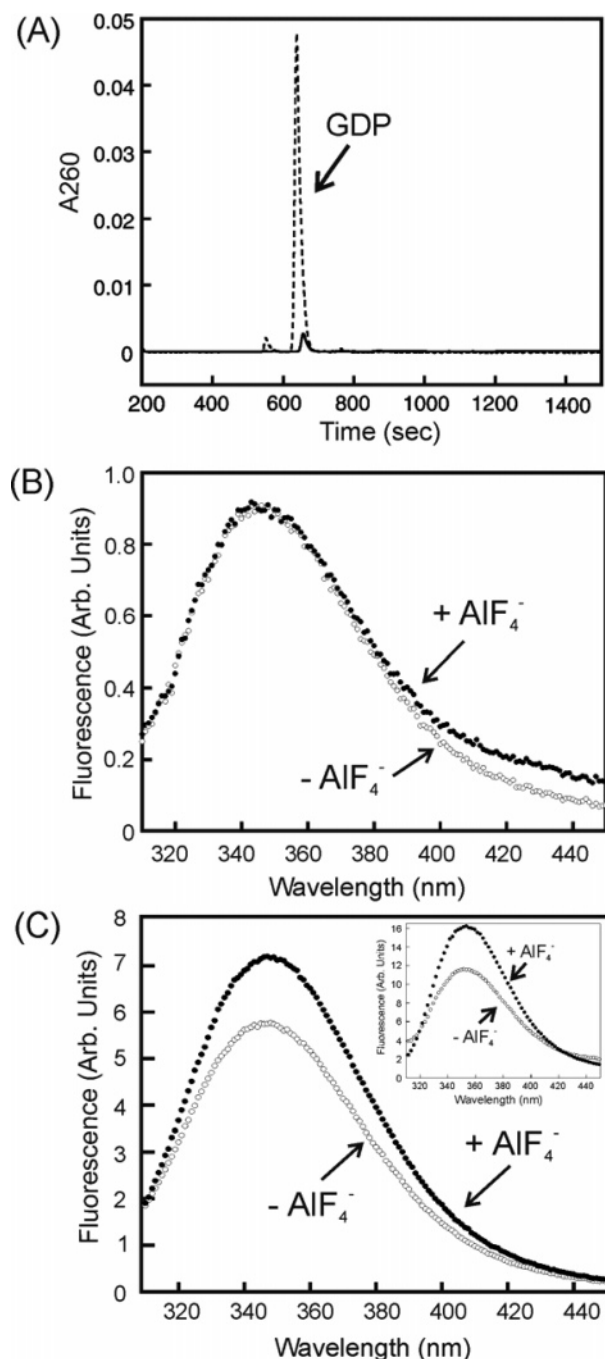 (A)
0.05
0.04
0.03
0.02
0.01
0
A260
GDP
200 400 600 800 1000 1200 1400
Time (sec)
(B)
1.0
0.8
0.6
0.4
0.2
0
Fluorescence (Arb. Units)
+ AlF₄⁻
- AlF₄⁻
320 340 360 380 400 420 440
Wavelength (nm)
(C)
8
7
6
5
4
3
2
1
0
Fluorescence (Arb. Units)
- AlF₄⁻
+ AlF₄⁻
320 340 360 380 400 420 440
Wavelength (nm)
16
14
12
10
8
6
4
2
0
Fluorescence (Arb. Units)
+ AlF₄⁻
- AlF₄⁻
320 340 360 380 400 420 440
Wavelength (nm)